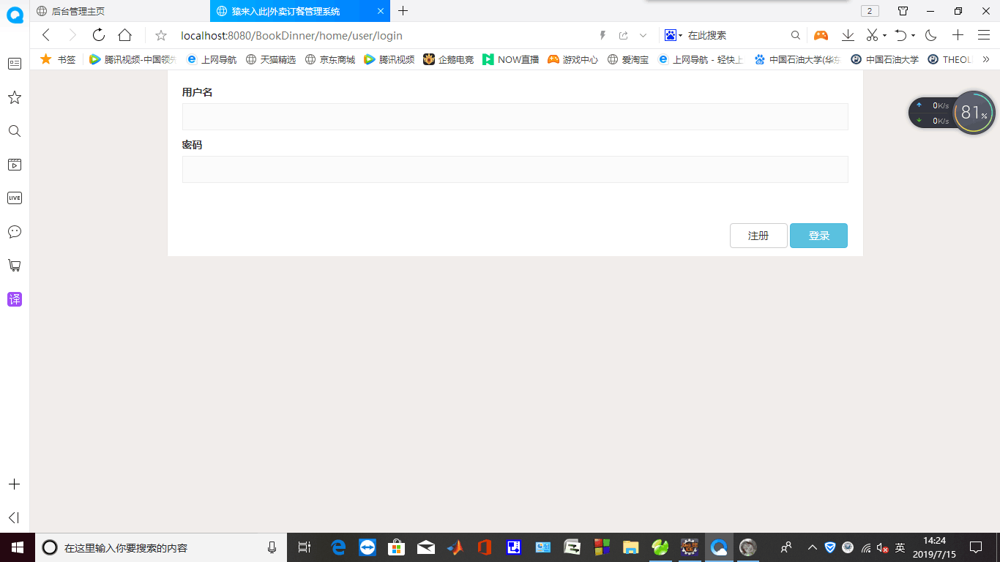 后台管理主页
猿来入此|外卖订餐管理系统
2
localhost:8080/BookDinner/home/user/login
在此搜索
书签
腾讯视频-中国领先
上网导航
天猫精选
京东商城
腾讯视频
企鹅电竞
NOW直播
游戏中心
爱淘宝
上网导航 - 轻快上
中国石油大学(华东
中国石油大学
THEOL
用户名
密码
注册
登录
0K/s
0K/s
81%
LIVE
译
在这里输入你要搜索的内容
英
14:24
2019/7/15